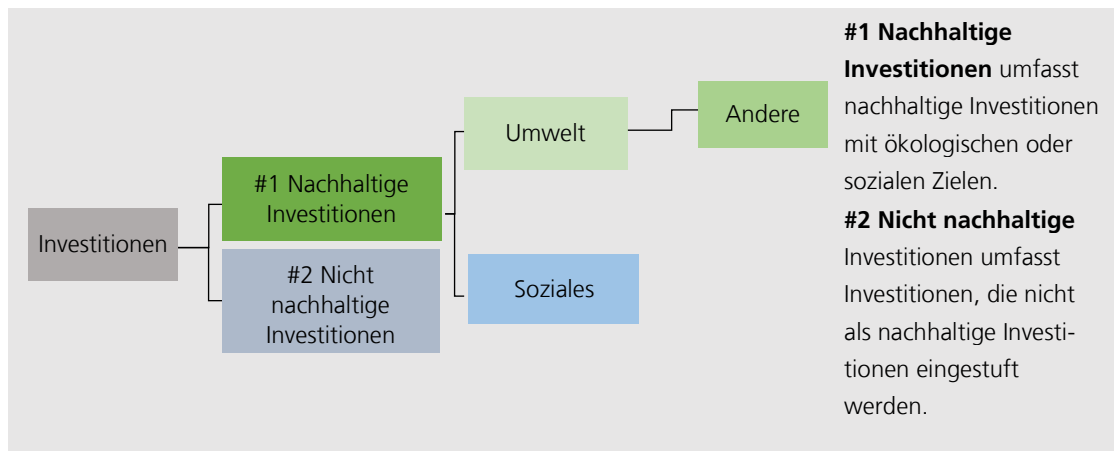 Investitionen
#1 Nachhaltige
Investitionen
#2 Nicht
nachhaltige
Investitionen
Umwelt
Soziales
Andere
#1 Nachhaltige
Investitionen umfasst
nachhaltige Investitionen
mit ökologischen oder
sozialen Zielen.
#2 Nicht nachhaltige
Investitionen umfasst
Investitionen, die nicht
als nachhaltige Investi-
tionen eingestuft
werden.